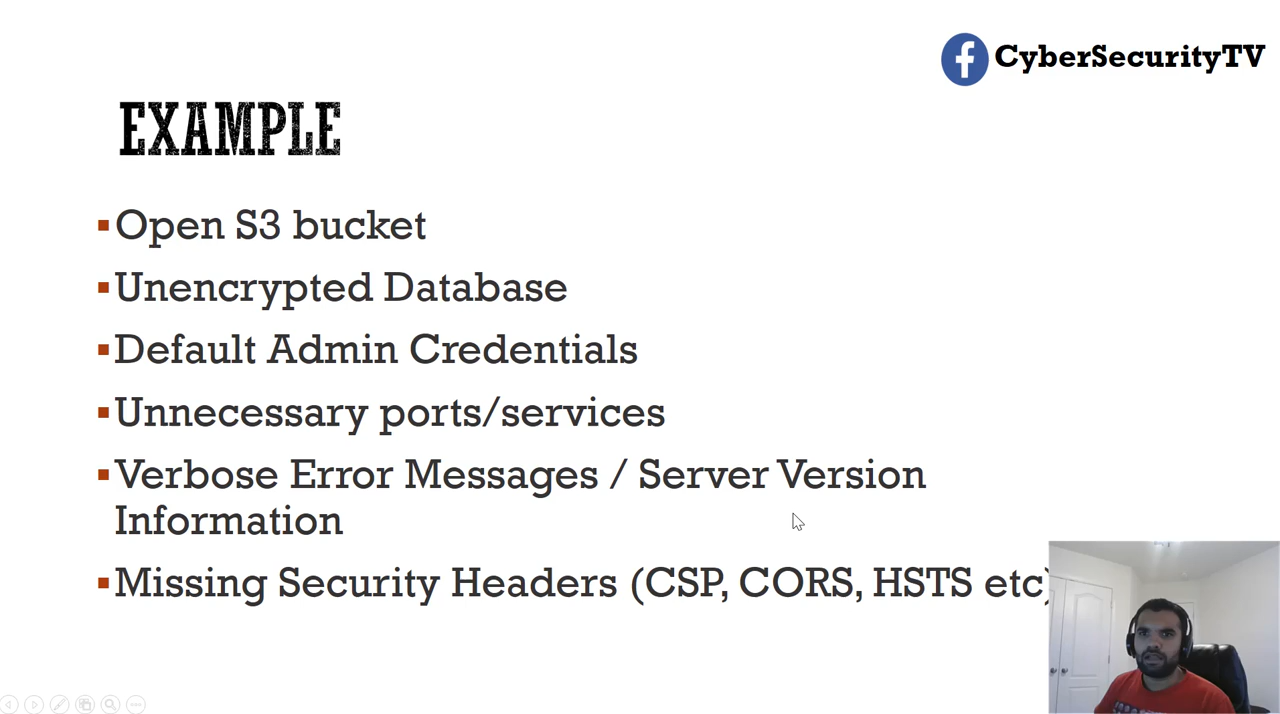 CyberSecurityTV
EXAMPLE
Open S3 bucket
Unencrypted Database
Default Admin Credentials
Unnecessary ports/services
Verbose Error Messages / Server Version
Information
Missing Security Headers (CSP, CORS, HSTS etc)